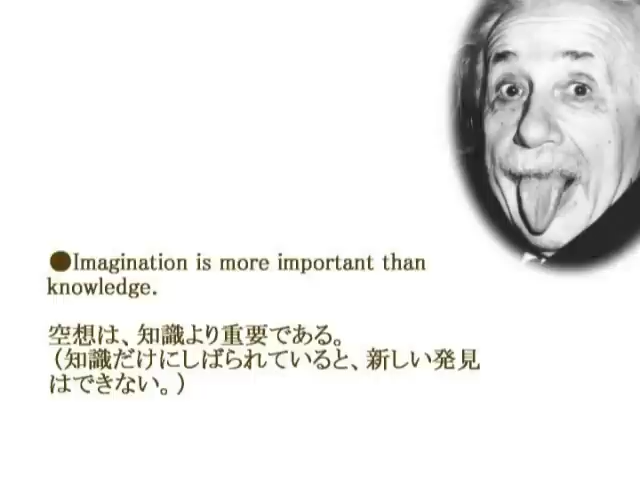 ●Imagination is more important than
knowledge.
空想は、知識より重要である。
（知識だけにしばられていると、新しい発見
はできない。）